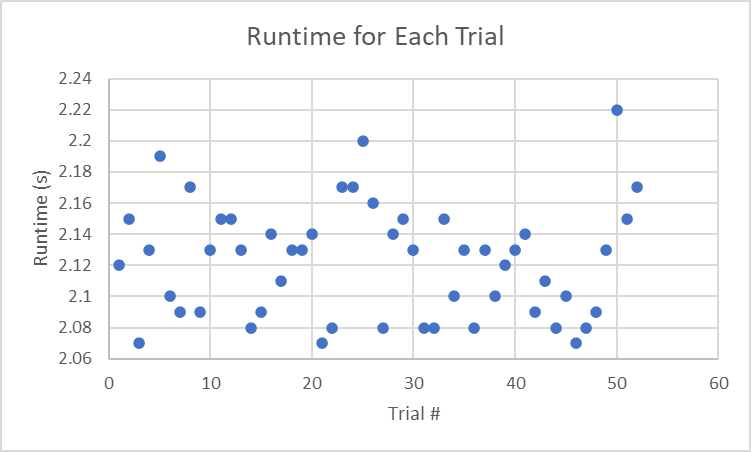 Runtime for Each Trial
Runtime (s)
2.24
2.22
2.2
2.18
2.16
2.14
2.12
2.1
2.08
2.06
0 10 20 30 40 50 60
Trial #